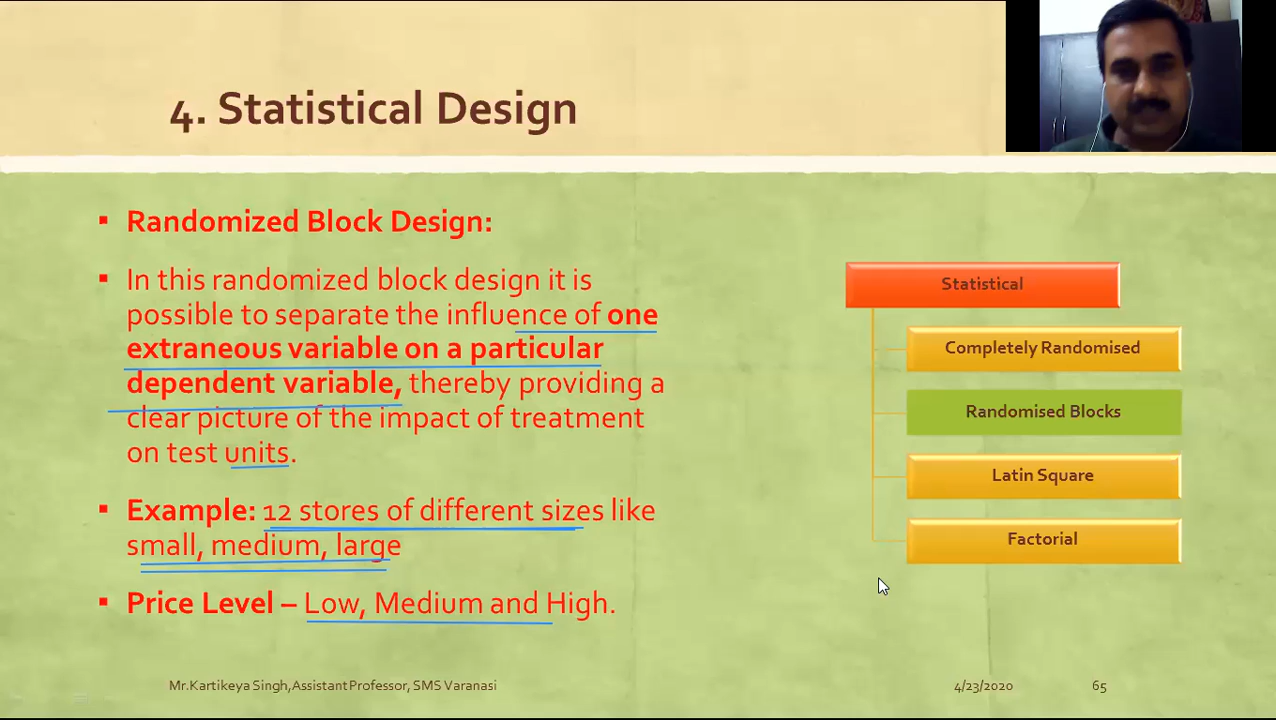 4. Statistical Design
▪ Randomized Block Design:
▪ In this randomized block design it is
possible to separate the influence of one
extraneous variable on a particular
dependent variable, thereby providing a
clear picture of the impact of treatment
on test units.
▪ Example: 12 stores of different sizes like
small, medium, large
▪ Price Level – Low, Medium and High.
Statistical
Completely Randomised
Randomised Blocks
Latin Square
Factorial
Mr.Kartikeya Singh,Assistant Professor, SMS Varanasi
4/23/2020
65